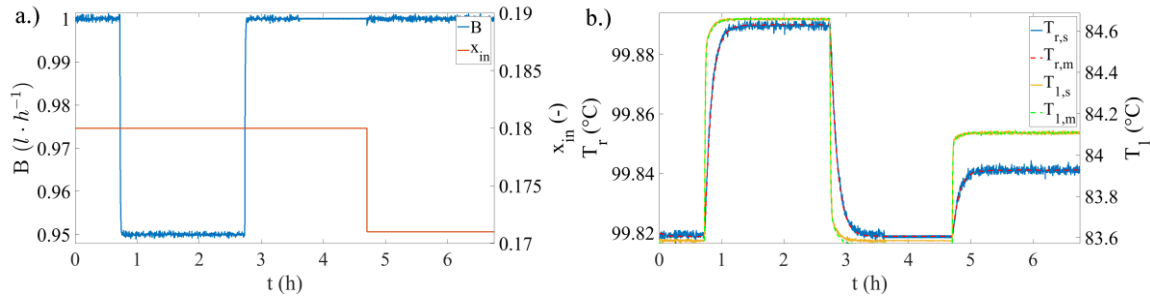 a.)
1
0.99
0.98
0.97
0.96
0.95
B (l · h⁻¹)
0 1 2 3 4 5 6
t (h)
B
x_in
0.19
0.185
0.18
0.175
0.17
x_in (-)
b.)
99.88
99.86
99.84
99.82
T_r (°C)
0 1 2 3 4 5 6
t (h)
T_r,s
T_r,m
T_l,s
T_l,m
84.6
84.4
84.2
84
83.8
83.6
T_l (°C)